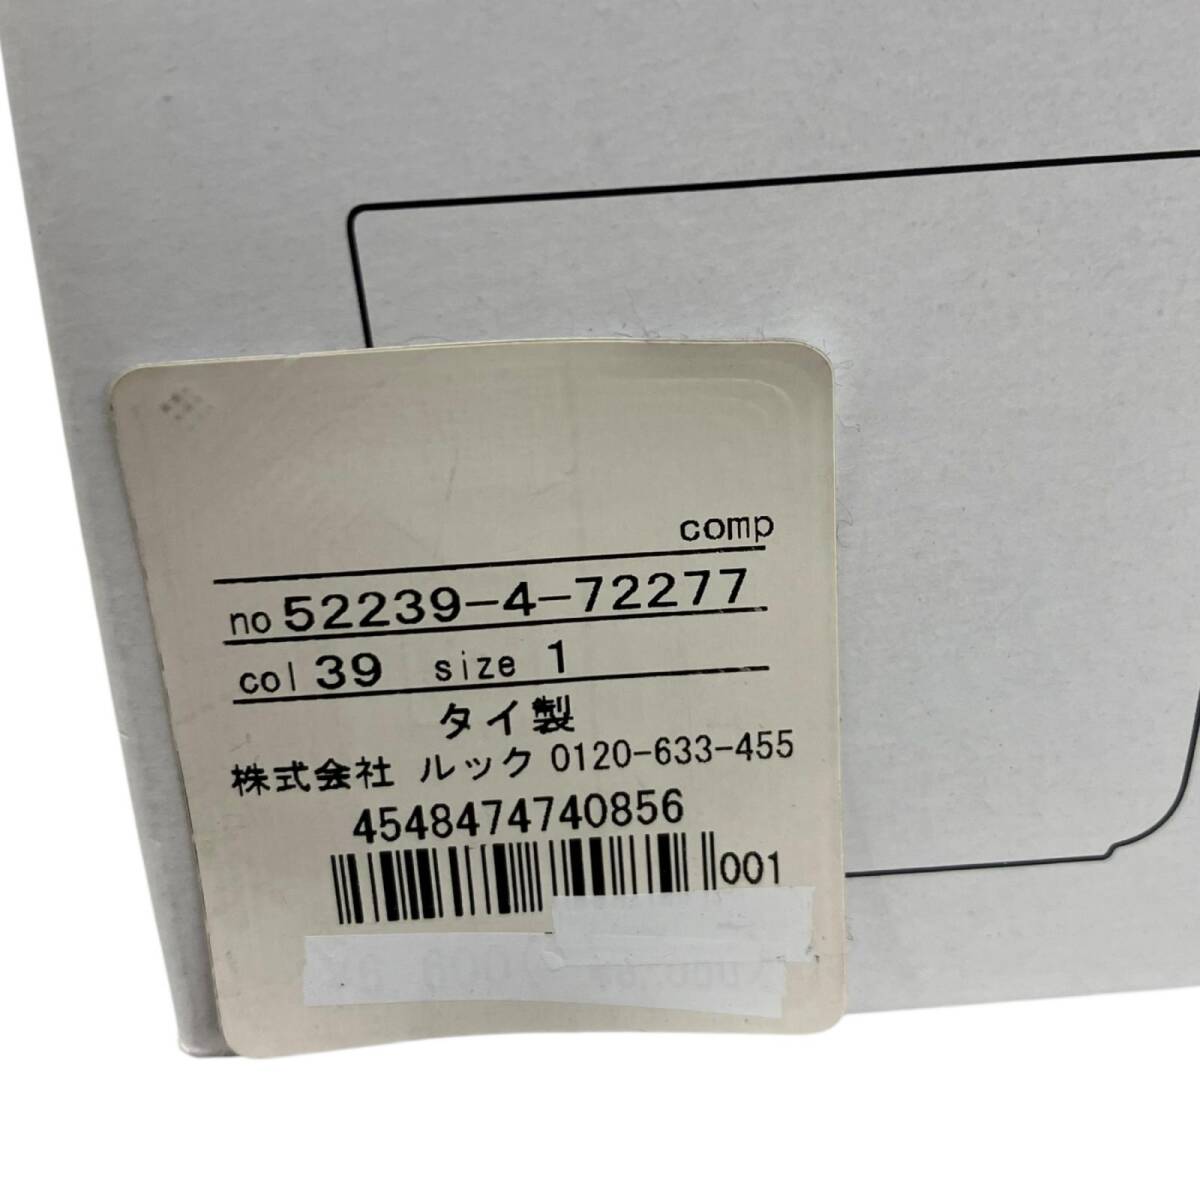 comp
no 52239-4-72277
col 39 size 1
タイ製
株式会社 ルック 0120-633-455
4548474740856
001